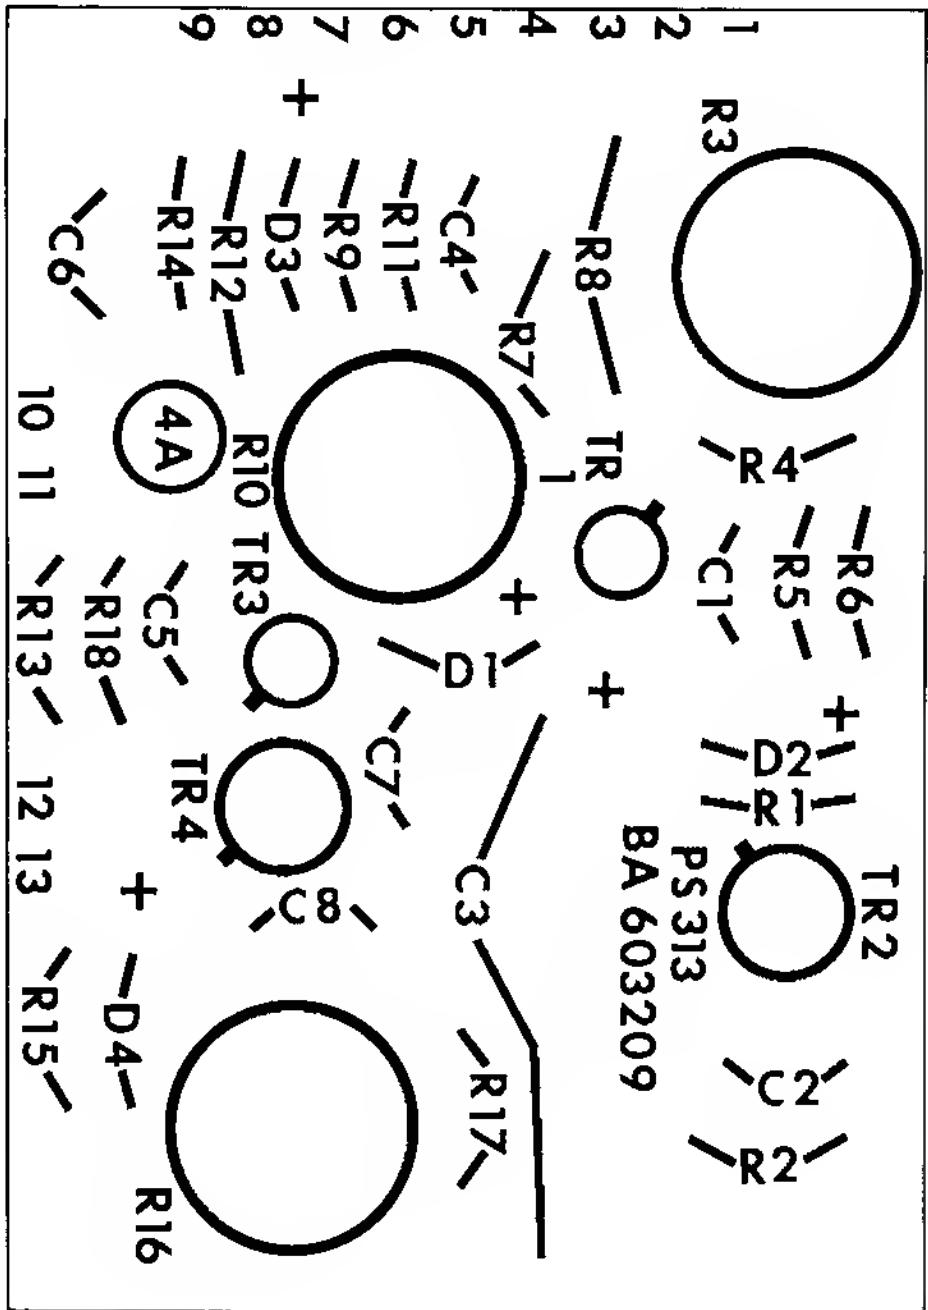 9 8 7 6 5 4 3 2 1
+
R3
C6
R14
R12
D3
R9
R11
C4
R7
R8
10
11
4A
R10
TR
1
R4
R13
R18
C5
TR3
+
D1
C1
R5
R6
+
+
12
13
TR4
C7
D2
R1
+
C8
C3
BA 603209
PS 313
TR2
R15
D4
R17
C2
R2
R16